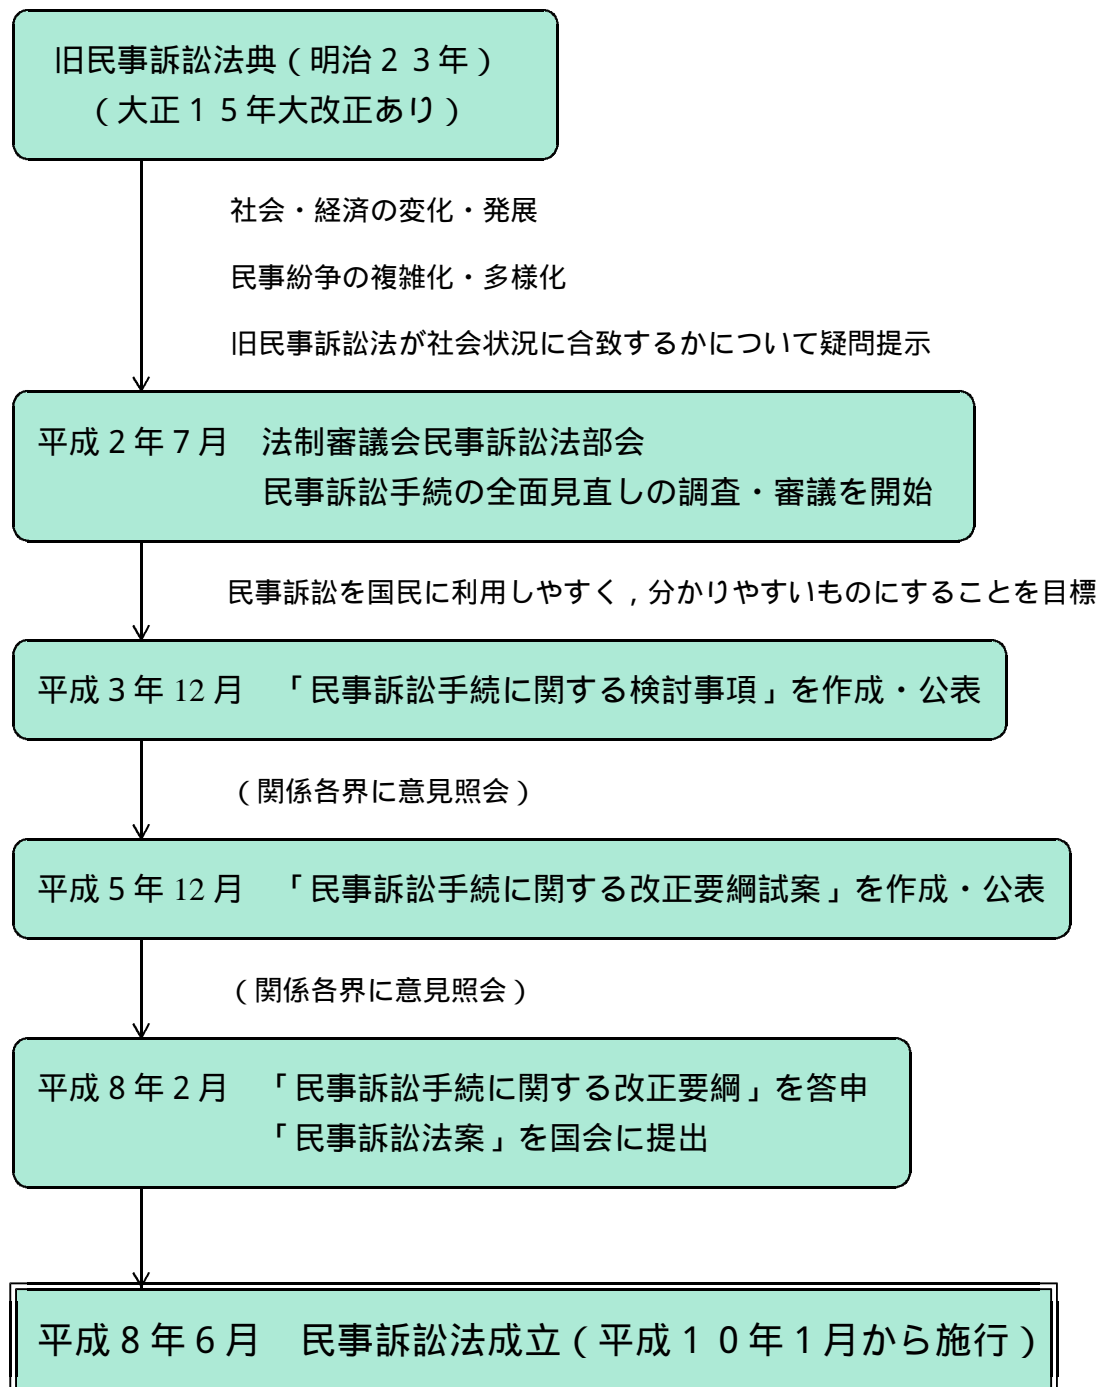 旧民事訴訟法典（明治２３年）
（大正１５年大改正あり）
社会・経済の変化・発展
民事紛争の複雑化・多様化
旧民事訴訟法が社会状況に合致するかについて疑問提示
平成２年７月　法制審議会民事訴訟法部会
民事訴訟手続の全面見直しの調査・審議を開始
民事訴訟を国民に利用しやすく，分かりやすいものにすることを目標
平成３年12月　「民事訴訟手続に関する検討事項」を作成・公表
（関係各界に意見照会）
平成５年12月　「民事訴訟手続に関する改正要綱試案」を作成・公表
（関係各界に意見照会）
平成８年２月　「民事訴訟手続に関する改正要綱」を答申
「民事訴訟法案」を国会に提出
平成８年６月　民事訴訟法成立（平成１０年１月から施行）